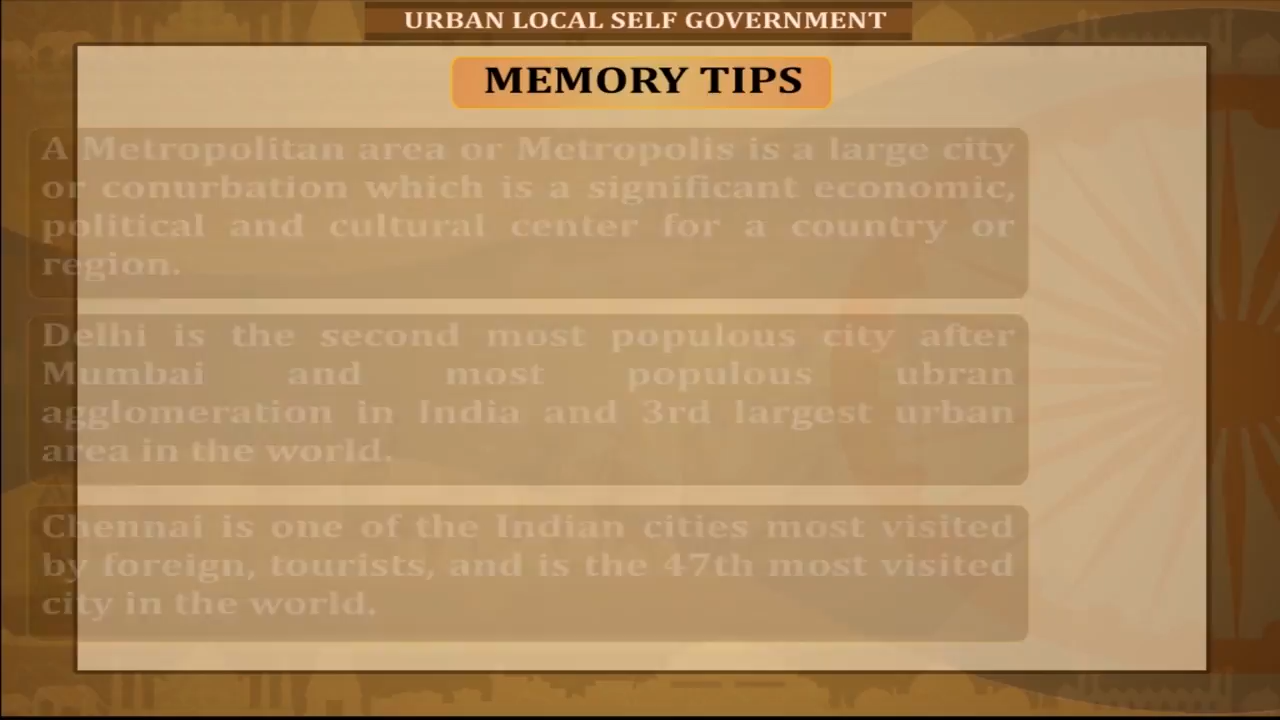 URBAN LOCAL SELF GOVERNMENT
MEMORY TIPS
A Metropolitan area or Metropolis is a large city
or conurbation which is a significant economic,
political and cultural center for a country or
region.
Delhi is the second most populous city after
Mumbai and most populous ubran
agglomeration in India and 3rd largest urban
area in the world.
Chennai is one of the Indian cities most visited
by foreign, tourists, and is the 47th most visited
city in the world.